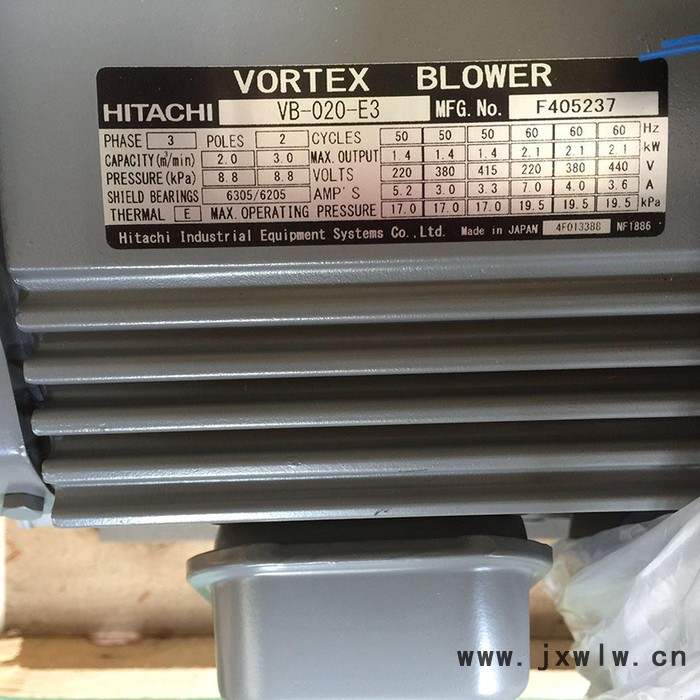 VORTEX BLOWER
HITACHI VB-020-E3 MFG.No. F405237
PHASE 3 POLES 2 CYCLES 50 50 50 60 60 60 Hz
CAPACITY(㎥/min) 2.0 3.0 MAX.OUTPUT 1.4 1.4 1.4 2.1 2.1 2.1 kW
PRESSURE(kPa) 8.8 8.8 VOLTS 220 380 415 220 380 440 V
SHIELD BEARINGS 6305/6205 AMP'S 5.2 3.0 3.3 7.0 4.0 3.6 A
THERMAL E MAX.OPERATING PRESSURE 17.0 17.0 17.0 19.5 19.5 19.5 kPa
Hitachi Industrial Equipment Systems Co.,Ltd. Made in JAPAN 4F013388 NF1886
www.jxwlw.cn